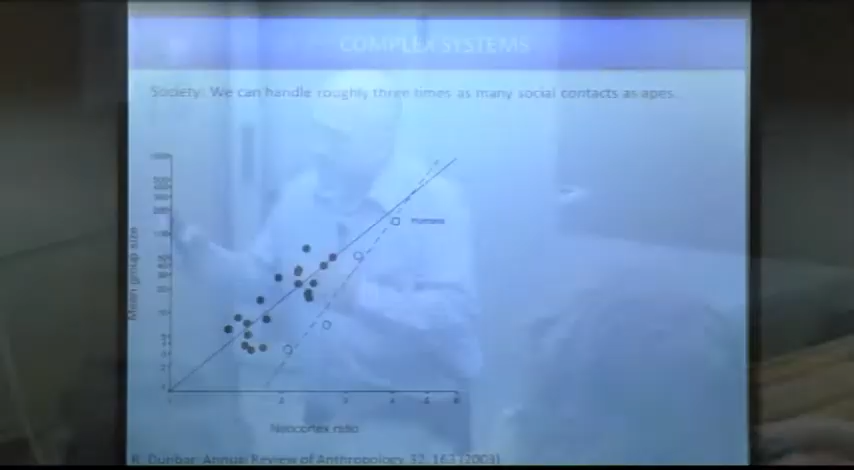 COMPLEX SYSTEMS
Society: We can handle roughly three times as many social contacts as apes.
Mean group size
Humans
Neocortex ratio
R. Dunbar: Annual Review of Anthropology 32, 163 (2003)